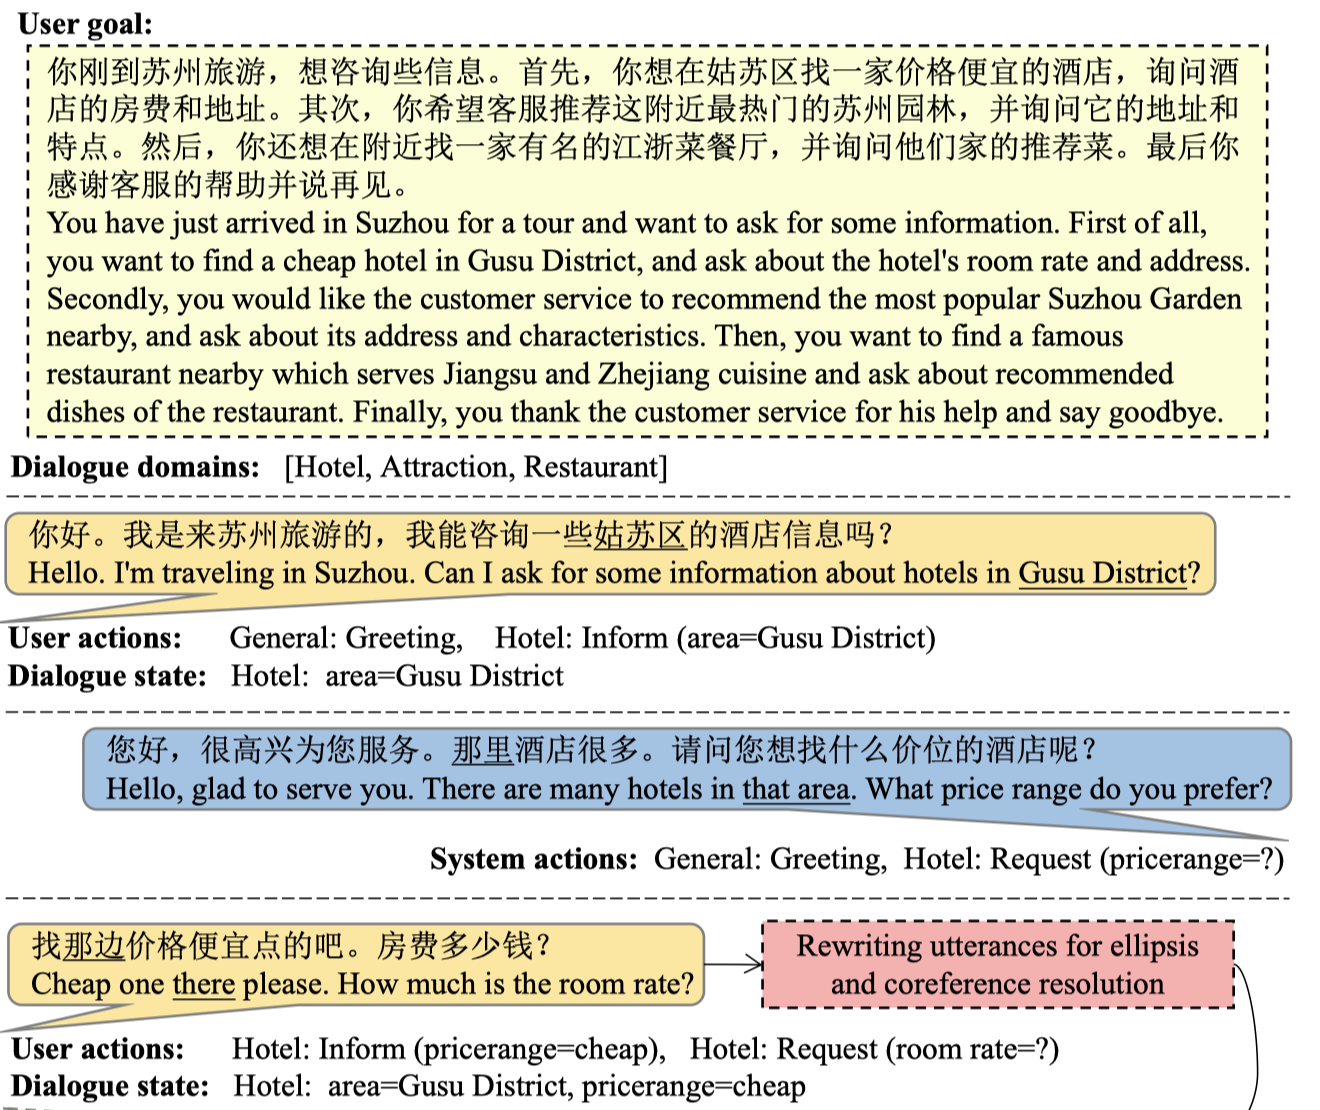 User goal:
你刚到苏州旅游，想咨询些信息。首先，你想在姑苏区找一家价格便宜的酒店，询问酒
店的房费和地址。其次，你希望客服推荐这附近最热门的苏州园林，并询问它的地址和
特点。然后，你还想在附近找一家有名的江浙菜餐厅，并询问他们家的推荐菜。最后你
感谢客服的帮助并说再见。
You have just arrived in Suzhou for a tour and want to ask for some information. First of all,
you want to find a cheap hotel in Gusu District, and ask about the hotel's room rate and address.
Secondly, you would like the customer service to recommend the most popular Suzhou Garden
nearby, and ask about its address and characteristics. Then, you want to find a famous
restaurant nearby which serves Jiangsu and Zhejiang cuisine and ask about recommended
dishes of the restaurant. Finally, you thank the customer service for his help and say goodbye.
Dialogue domains: [Hotel, Attraction, Restaurant]
你好。我是来苏州旅游的，我能咨询一些姑苏区的酒店信息吗？
Hello. I'm traveling in Suzhou. Can I ask for some information about hotels in Gusu District?
User actions: General: Greeting, Hotel: Inform (area=Gusu District)
Dialogue state: Hotel: area=Gusu District
您好，很高兴为您服务。那里酒店很多。请问您想找什么价位的酒店呢？
Hello, glad to serve you. There are many hotels in that area. What price range do you prefer?
System actions: General: Greeting, Hotel: Request (pricerange=?)
找那边价格便宜点的吧。房费多少钱？
Cheap one there please. How much is the room rate?
Rewriting utterances for ellipsis
and coreference resolution
User actions: Hotel: Inform (pricerange=cheap), Hotel: Request (room rate=?)
Dialogue state: Hotel: area=Gusu District, pricerange=cheap